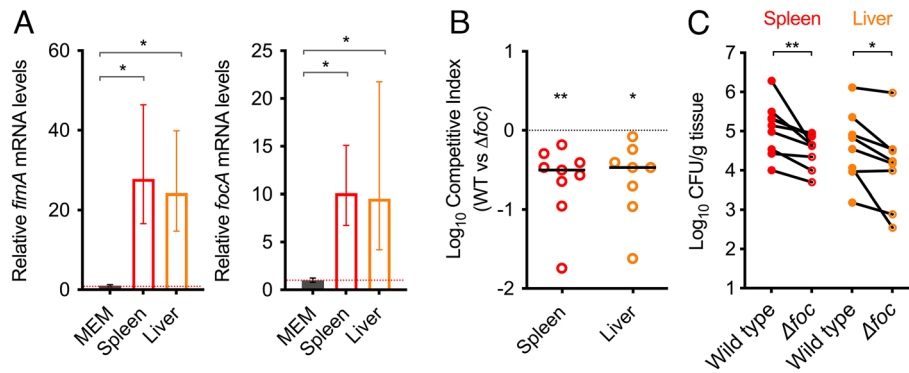 A
Relative fimA mRNA levels
60
40
20
0
*
*
MEM
Spleen
Liver
Relative focA mRNA levels
25
20
15
10
5
0
*
*
MEM
Spleen
Liver
B
Log10 Competitive Index
(WT vs Δfoc)
1
0
-1
-2
**
*
Spleen
Liver
C
Spleen
Liver
Log10 CFU/g tissue
7
6
5
4
3
2
1
**
*
Wild type
Δfoc
Wild type
Δfoc